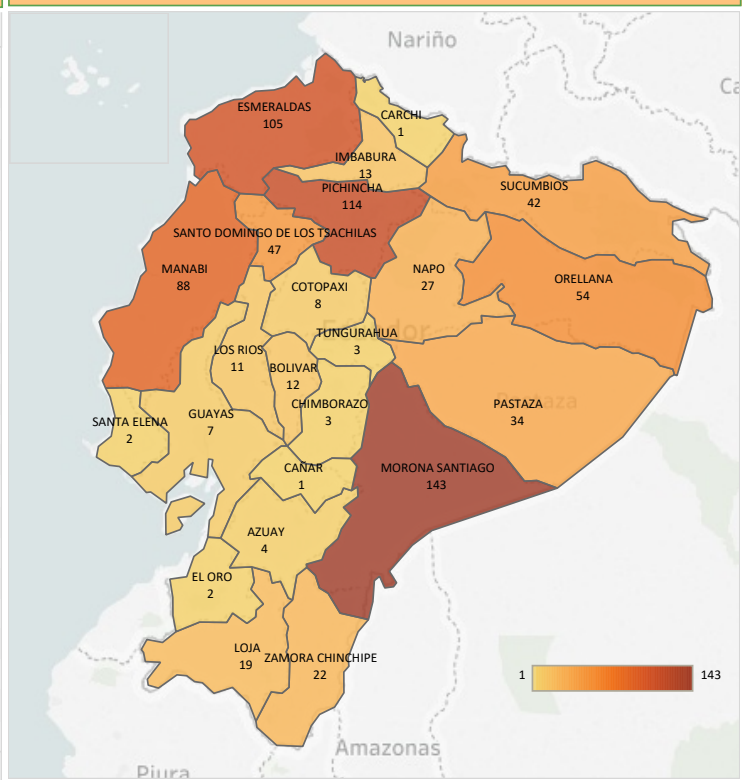 Nariño
Ca
ESMERALDAS
105
CARCHI
1
IMBABURA
13
PICHINCHA
114
SUCUMBIOS
42
SANTO DOMINGO DE LOS TSACHILAS
47
MANABI
88
NAPO
27
ORELLANA
54
COTOPAXI
8
Ecuador
TUNGURAHUA
3
LOS RIOS
11
BOLIVAR
12
CHIMBORAZO
3
Pastaza
PASTAZA
34
SANTA ELENA
2
GUAYAS
7
CAÑAR
1
MORONA SANTIAGO
143
AZUAY
4
EL ORO
2
LOJA
19
ZAMORA CHINCHIPE
22
1 143
Amazonas
Piura